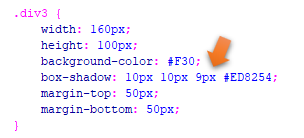 .div3 {
width: 160px;
height: 100px;
background-color: #F30;
box-shadow: 10px 10px 9px #ED8254;
margin-top: 50px;
margin-bottom: 50px;
}